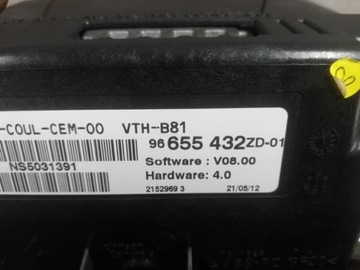 -COUL-CEM-00 VTH-B81
96 655 432ZD-01
Software : V08.00
NS5031391
Hardware: 4.0
2152969 3 21/05/12